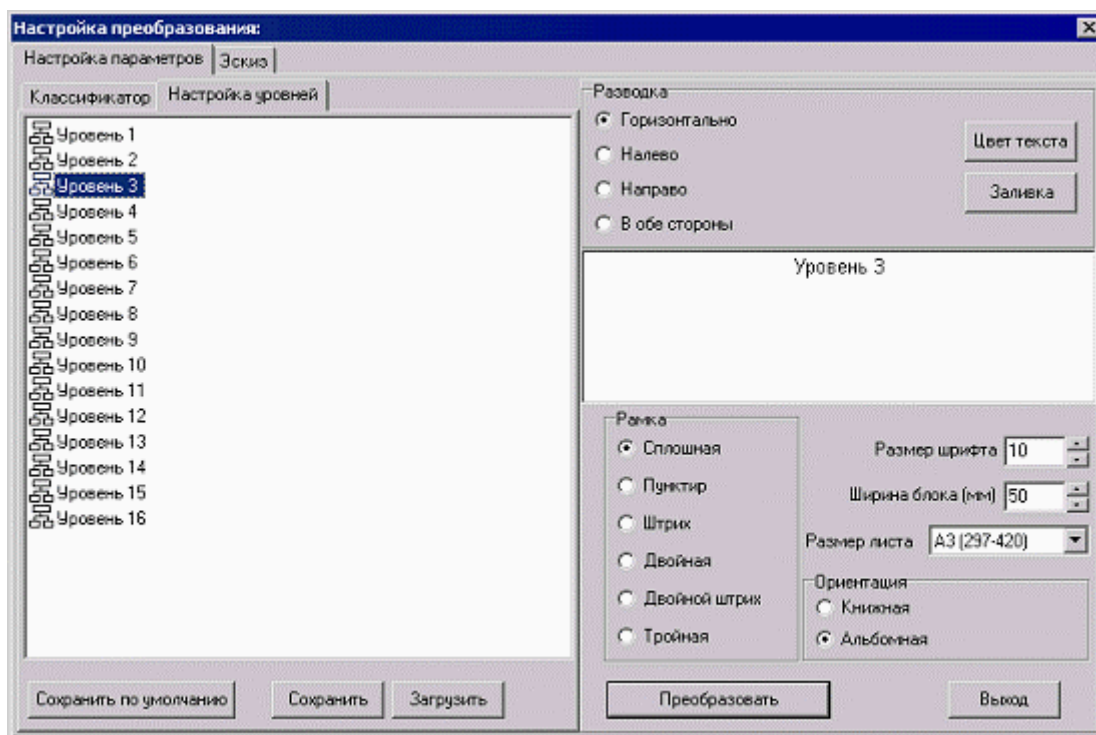 Настройка преобразования:
Настройка параметров Эскиз
Классификатор Настройка уровней
Уровень 1
Уровень 2
Уровень 3
Уровень 4
Уровень 5
Уровень 6
Уровень 7
Уровень 8
Уровень 9
Уровень 10
Уровень 11
Уровень 12
Уровень 13
Уровень 14
Уровень 15
Уровень 16
Сохранить по умолчанию Сохранить Загрузить
Разводка
Горизонтально
Налево
Направо
В обе стороны
Цвет текста
Заливка
Уровень 3
Рамка
Сплошная
Пунктир
Штрих
Двойная
Двойной штрих
Тройная
Размер шрифта 10
Ширина блока (мм) 50
Размер листа А3 (297-420)
Ориентация
Книжная
Альбомная
Преобразовать Выход